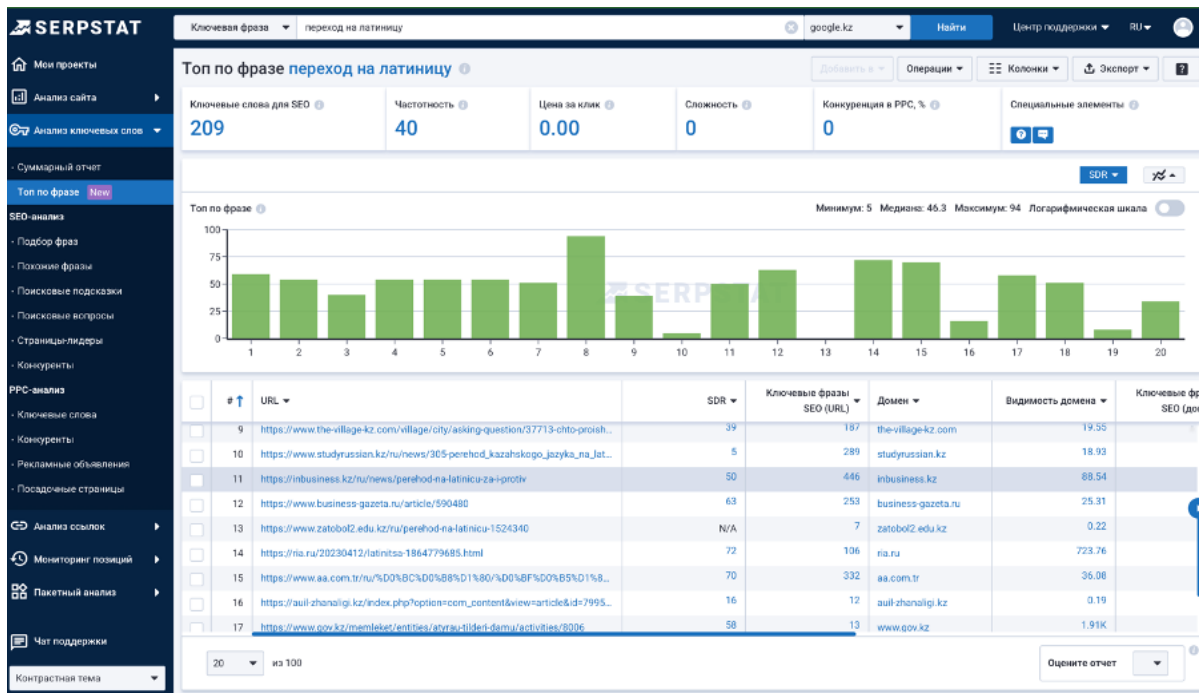 SERPSTAT
Ключевая фраза переход на латиницу google.kz Найти Центр поддержки RU
Мои проекты
Анализ сайта
Анализ ключевых слов
Суммарный отчет
Топ по фразе New
SEO-анализ
Подбор фраз
Похожие фразы
Поисковые подсказки
Поисковые вопросы
Страницы-лидеры
Конкуренты
PPC-анализ
Ключевые слова
Конкуренты
Рекламные объявления
Посадочные страницы
Анализ ссылок
Мониторинг позиций
Пакетный анализ
Чат поддержки
Контрастная тема
Топ по фразе переход на латиницу
Добавить в Операции Колонки Экспорт
Ключевые слова для SEO Частотность Цена за клик Сложность Конкуренция в PPC, % Специальные элементы
209 40 0.00 0 0
SDR
Топ по фразе Минимум: 5 Медиана: 46.3 Максимум: 94 Логарифмическая шкала
100
75
50
25
0
SERPSTAT
1 2 3 4 5 6 7 8 9 10 11 12 13 14 15 16 17 18 19 20
# URL SDR Ключевые фразы SEO (URL) Домен Видимость домена Ключевые фр SEO (дом
9 https://www.the-village-kz.com/village/city/asking-question/37713-chto-proish... 39 187 the-village-kz.com 19.55
10 https://www.studyrussian.kz/ru/news/305-perehod_kazahskogo_jazyka_na_lat... 5 289 studyrussian.kz 18.93
11 https://inbusiness.kz/ru/news/perehod-na-latinicu-za-i-protiv 50 446 inbusiness.kz 88.54
12 https://www.business-gazeta.ru/article/590480 63 253 business-gazeta.ru 25.31
13 https://www.zatobol2.edu.kz/ru/perehod-na-latinicu-1524340 N/A 7 zatobol2.edu.kz 0.22
14 https://ria.ru/20230412/latinitsa-1864779685.html 72 106 ria.ru 723.76
15 https://www.aa.com.tr/ru/%D0%BC%D0%B8%D1%80/%D0%BF%D0%B5%D1%8... 70 332 aa.com.tr 36.08
16 https://auil-zhanaligi.kz/index.php?option=com_content&view=article&id=7995... 16 12 auil-zhanaligi.kz 0.19
17 https://www.gov.kz/memleket/entities/atyrau-tilderi-damu/activities/8006 58 13 www.gov.kz 1.91K
20 из 100
Оцените отчет